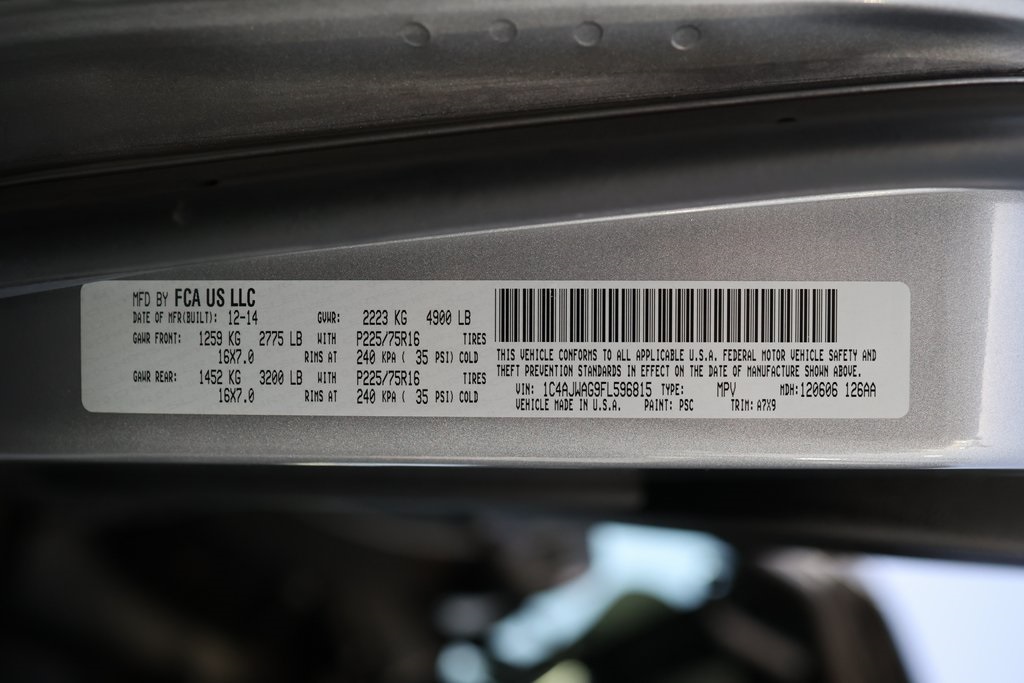 MFD BY FCA US LLC
DATE OF MFR(BUILT): 12-14 GVWR: 2223 KG 4900 LB
GAWR FRONT: 1259 KG 2775 LB WITH P225/75R16 TIRES
16X7.0 RIMS AT 240 KPA ( 35 PSI) COLD
GAWR REAR: 1452 KG 3200 LB WITH P225/75R16 TIRES
16X7.0 RIMS AT 240 KPA ( 35 PSI) COLD
THIS VEHICLE CONFORMS TO ALL APPLICABLE U.S.A. FEDERAL MOTOR VEHICLE SAFETY AND
THEFT PREVENTION STANDARDS IN EFFECT ON THE DATE OF MANUFACTURE SHOWN ABOVE.
VIN: 1C4AJWAG9FL596815 TYPE: MPV MDH: 120606 126AA
VEHICLE MADE IN U.S.A. PAINT: PSC TRIM: A7X9